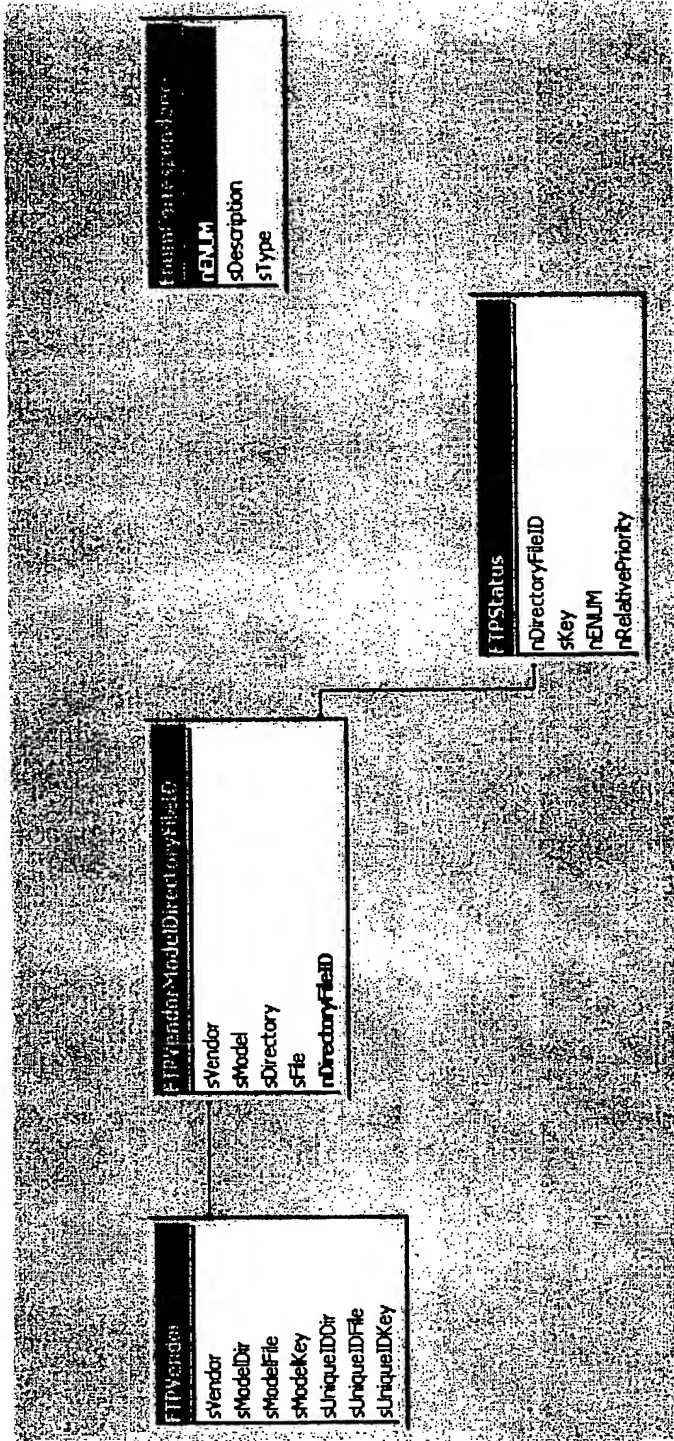 FTPVendor
sVendor
sModelDir
sModelFile
sModelKey
sUniqueIDDir
sUniqueIDFile
sUniqueIDKey
FTPVendorModelDirectoryFileID
sVendor
sModel
sDirectory
sFile
nDirectoryFileID
FTPStatus
nDirectoryFileID
sKey
nENUM
nRelativePriority
nENUM
sDescription
sType